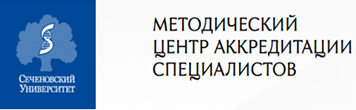 СЕЧЕНОВСКИЙ
УНИВЕРСИТЕТ
МЕТОДИЧЕСКИЙ
ЦЕНТР АККРЕДИТАЦИИ
СПЕЦИАЛИСТОВ